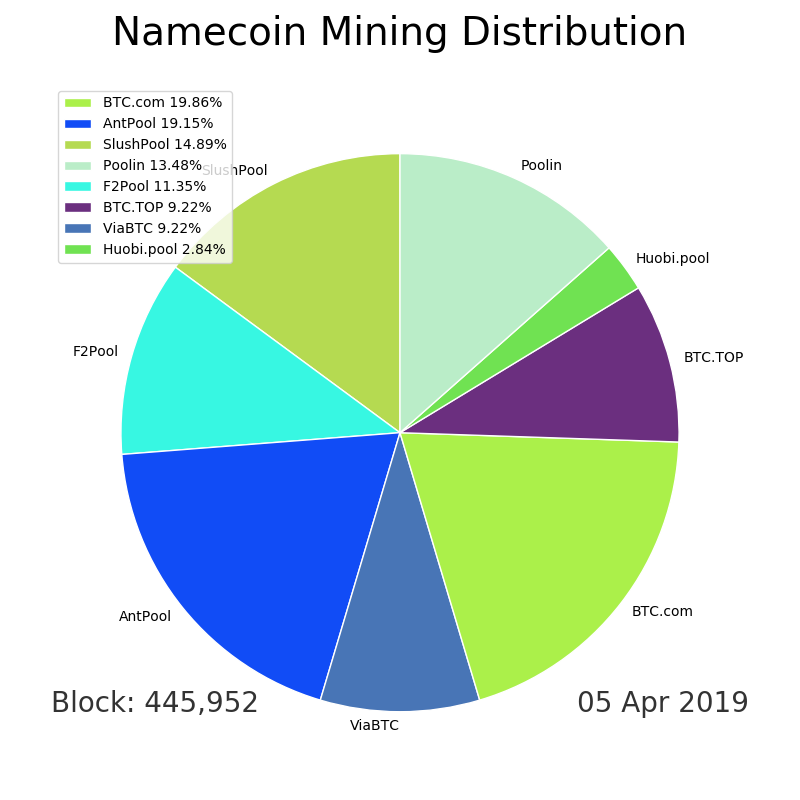 Namecoin Mining Distribution
BTC.com 19.86%
AntPool 19.15%
SlushPool 14.89%
Poolin 13.48%
F2Pool 11.35%
BTC.TOP 9.22%
ViaBTC 9.22%
Huobi.pool 2.84%
SlushPool
Poolin
Huobi.pool
F2Pool
BTC.TOP
AntPool
BTC.com
ViaBTC
Block: 445,952
05 Apr 2019